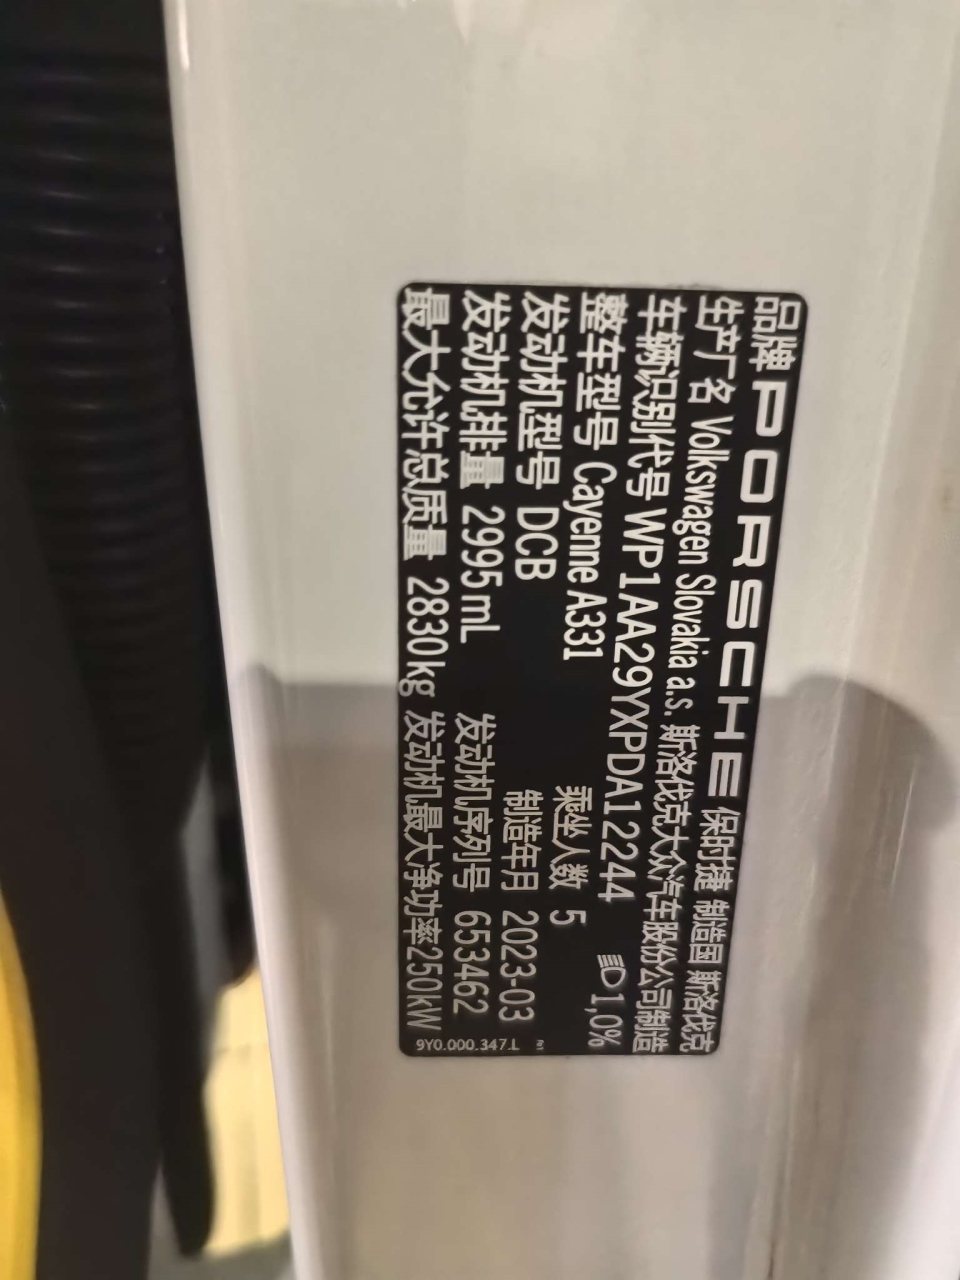 品牌 PORSCHE 保时捷 制造国 斯洛伐克
生产厂名 Volkswagen Slovakia a.s. 斯洛伐克大众汽车股份公司制造
车辆识别代号 WP1AA29YXPDA12244 1,0%
整车型号 Cayenne A331 乘坐人数 5
发动机型号 DCB 制造年月 2023-03
发动机排量 2995mL 发动机序列号 653462
最大允许总质量 2830kg 发动机最大净功率250kW
9Y0.000.347.L